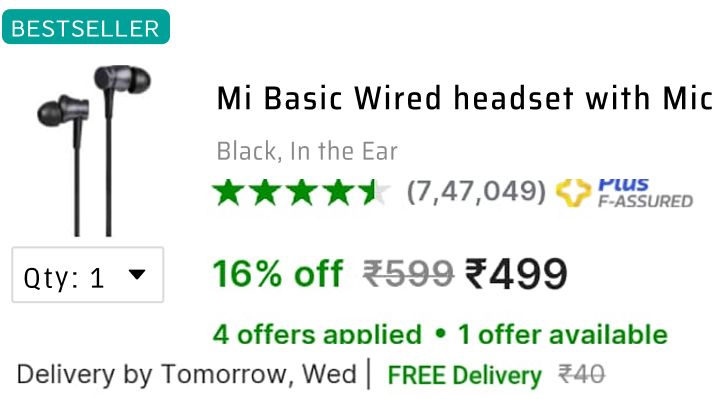 BESTSELLER
Mi Basic Wired headset with Mic
Black, In the Ear
(7,47,049) Plus
F-ASSURED
Qty: 1
16% off ₹599 ₹499
4 offers applied • 1 offer available
Delivery by Tomorrow, Wed | FREE Delivery ₹40